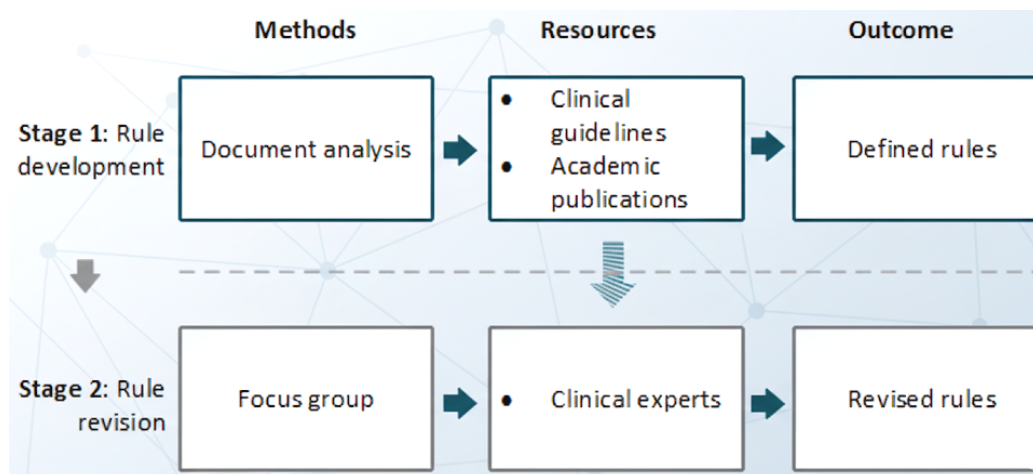 Methods
Resources
Outcome
Stage 1: Rule
development
Document analysis
● Clinical
guidelines
● Academic
publications
Defined rules
Stage 2: Rule
revision
Focus group
● Clinical experts
Revised rules